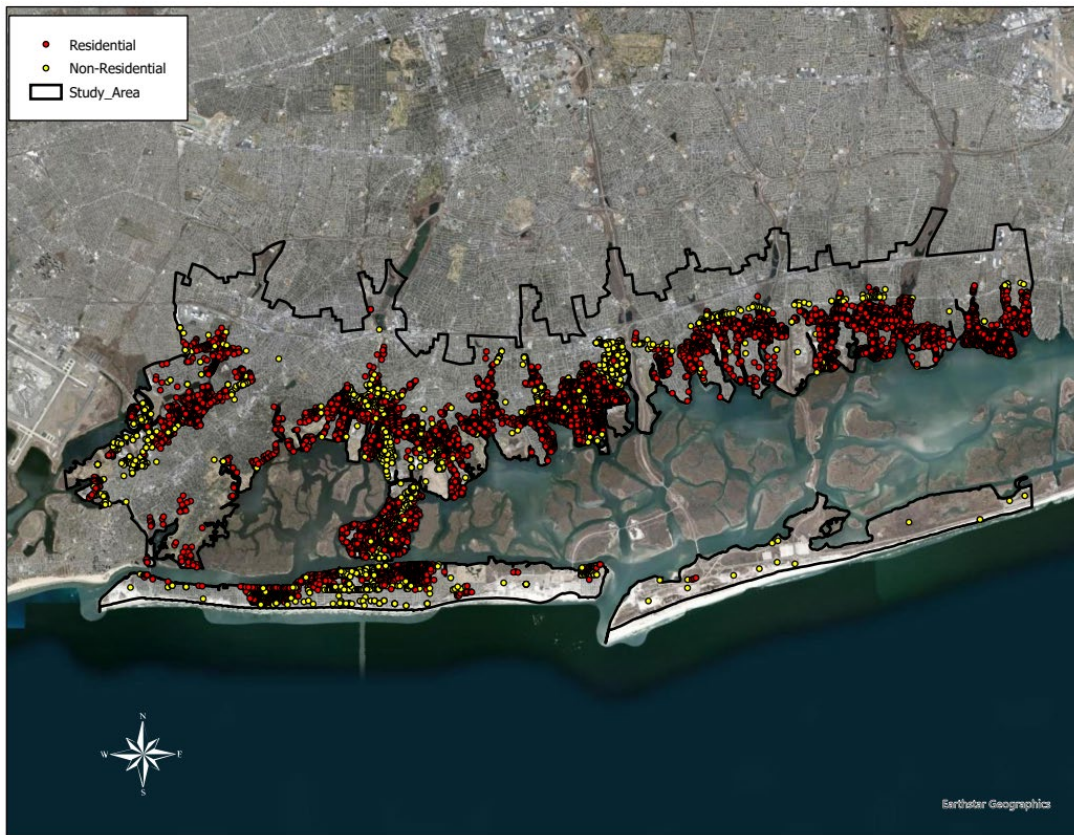 Residential
Non-Residential
Study_Area
N
W E
S
Earthstar Geographics